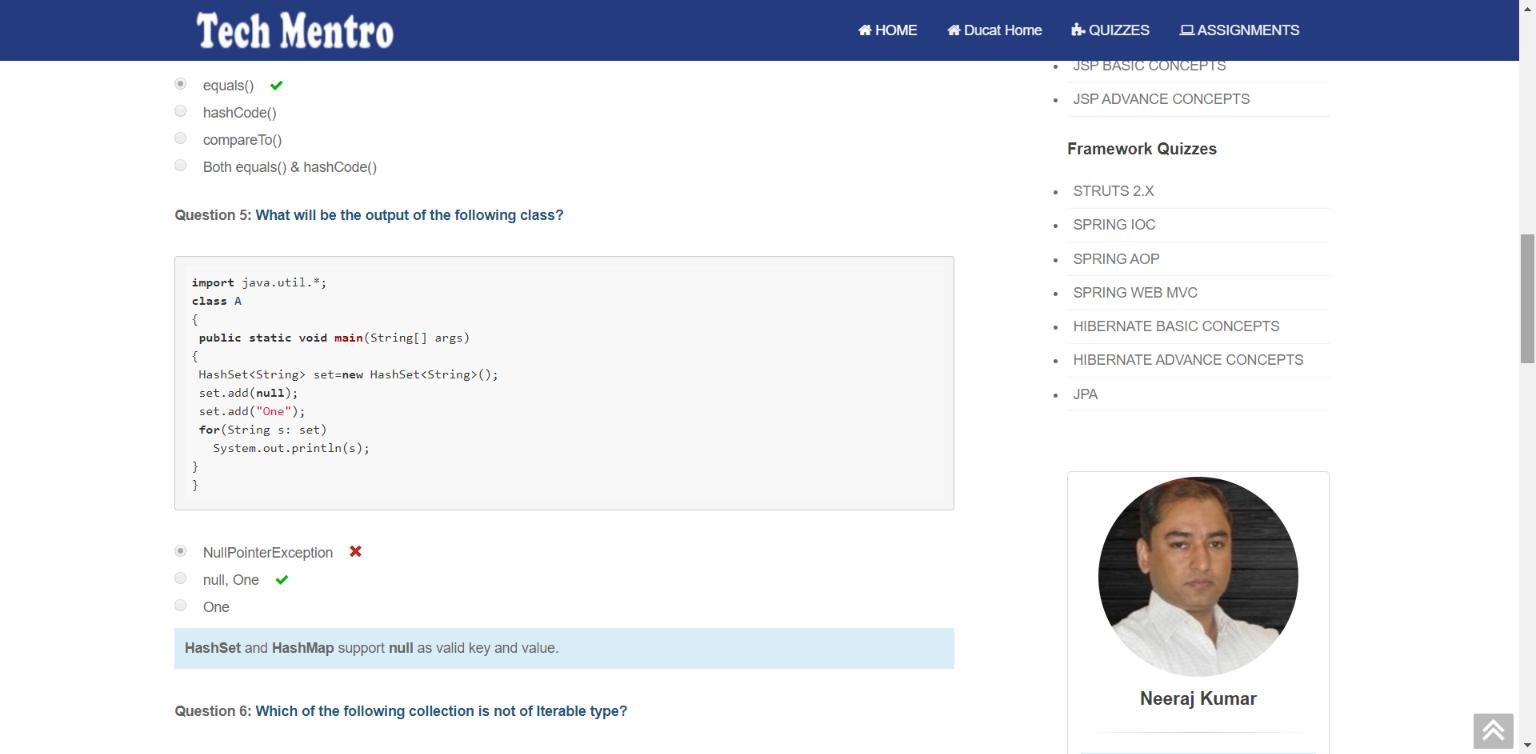 Tech Mentro
HOME Ducat Home QUIZZES ASSIGNMENTS
equals()
hashCode()
compareTo()
Both equals() & hashCode()
Question 5: What will be the output of the following class?
import java.util.*;
class A
{
public static void main(String[] args)
{
HashSet<String> set=new HashSet<String>();
set.add(null);
set.add("One");
for(String s: set)
System.out.println(s);
}
}
NullPointerException
null, One
One
HashSet and HashMap support null as valid key and value.
Question 6: Which of the following collection is not of Iterable type?
JSP BASIC CONCEPTS
JSP ADVANCE CONCEPTS
Framework Quizzes
STRUTS 2.X
SPRING IOC
SPRING AOP
SPRING WEB MVC
HIBERNATE BASIC CONCEPTS
HIBERNATE ADVANCE CONCEPTS
JPA
Neeraj Kumar